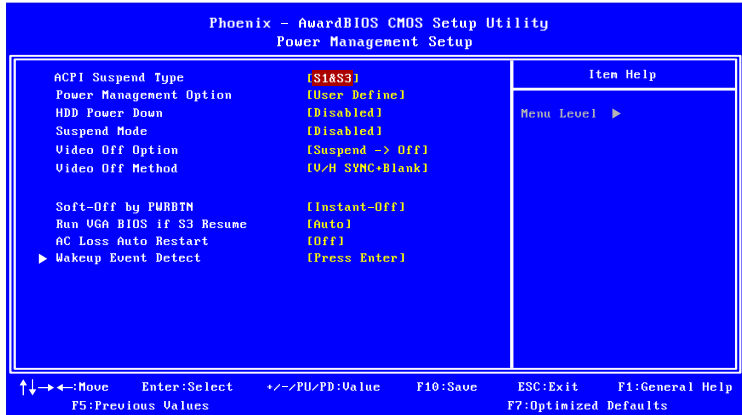 Phoenix - AwardBIOS CMOS Setup Utility
Power Management Setup
ACPI Suspend Type [S1&S3]
Power Management Option [User Define]
HDD Power Down [Disabled]
Suspend Mode [Disabled]
Video Off Option [Suspend -> Off]
Video Off Method [V/H SYNC+Blank]
Soft-Off by PWRBTN [Instant-Off]
Run VGA BIOS if S3 Resume [Auto]
AC Loss Auto Restart [Off]
▶ Wakeup Event Detect [Press Enter]
Item Help
Menu Level ▶
↑↓→←:Move Enter:Select +/-/PU/PD:Value F10:Save ESC:Exit F1:General Help
F5:Previous Values F7:Optimized Defaults